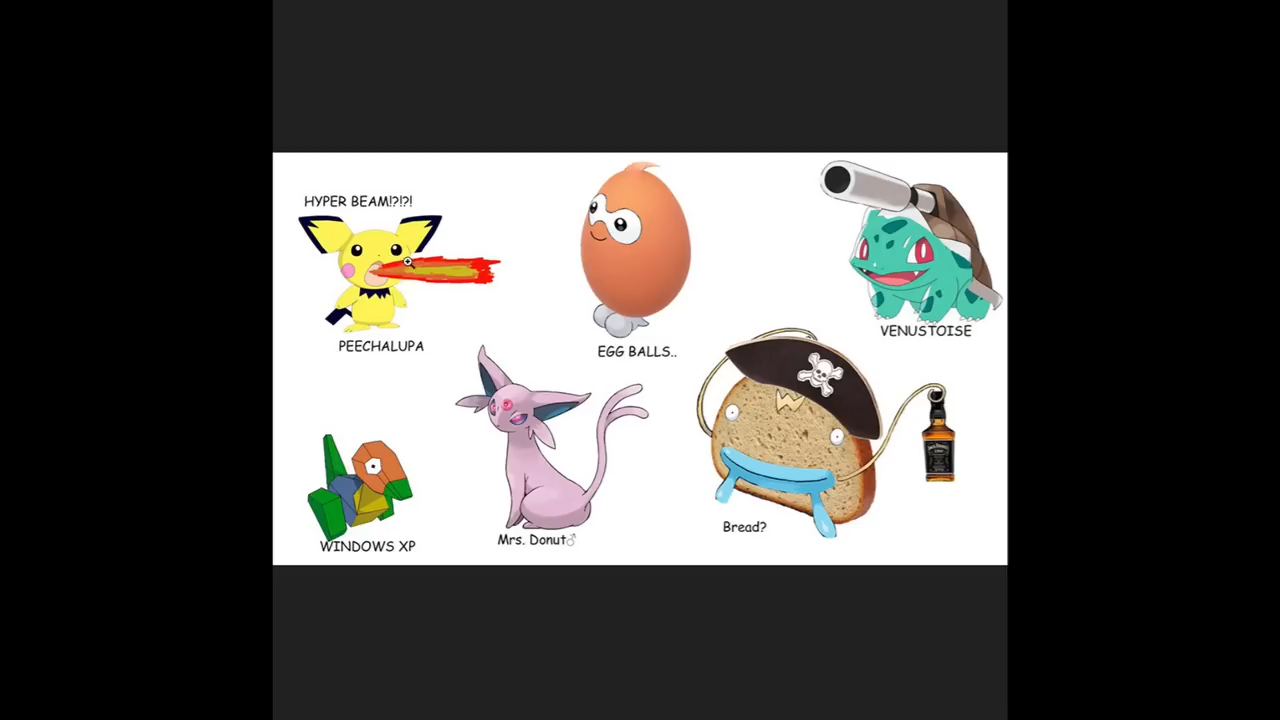 HYPER BEAM!?!?!
PEECHALUPA
EGG BALLS..
VENUSTOISE
WINDOWS XP
Mrs. Donut♂
Bread?